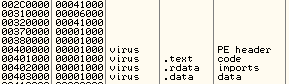 002C0000 00041000
00310000 00006000
00320000 00041000
00370000 00001000
00380000 00001000
00400000 00001000 virus PE header
00401000 00001000 virus .text code
00402000 00001000 virus .rdata imports
00403000 00001000 virus .data data